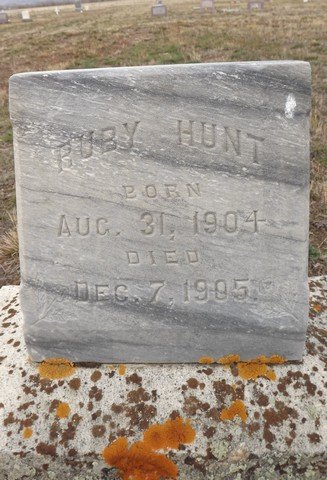 RUBY HUNT
BORN
AUG. 31, 1904
DIED
DEC. 7, 1905.